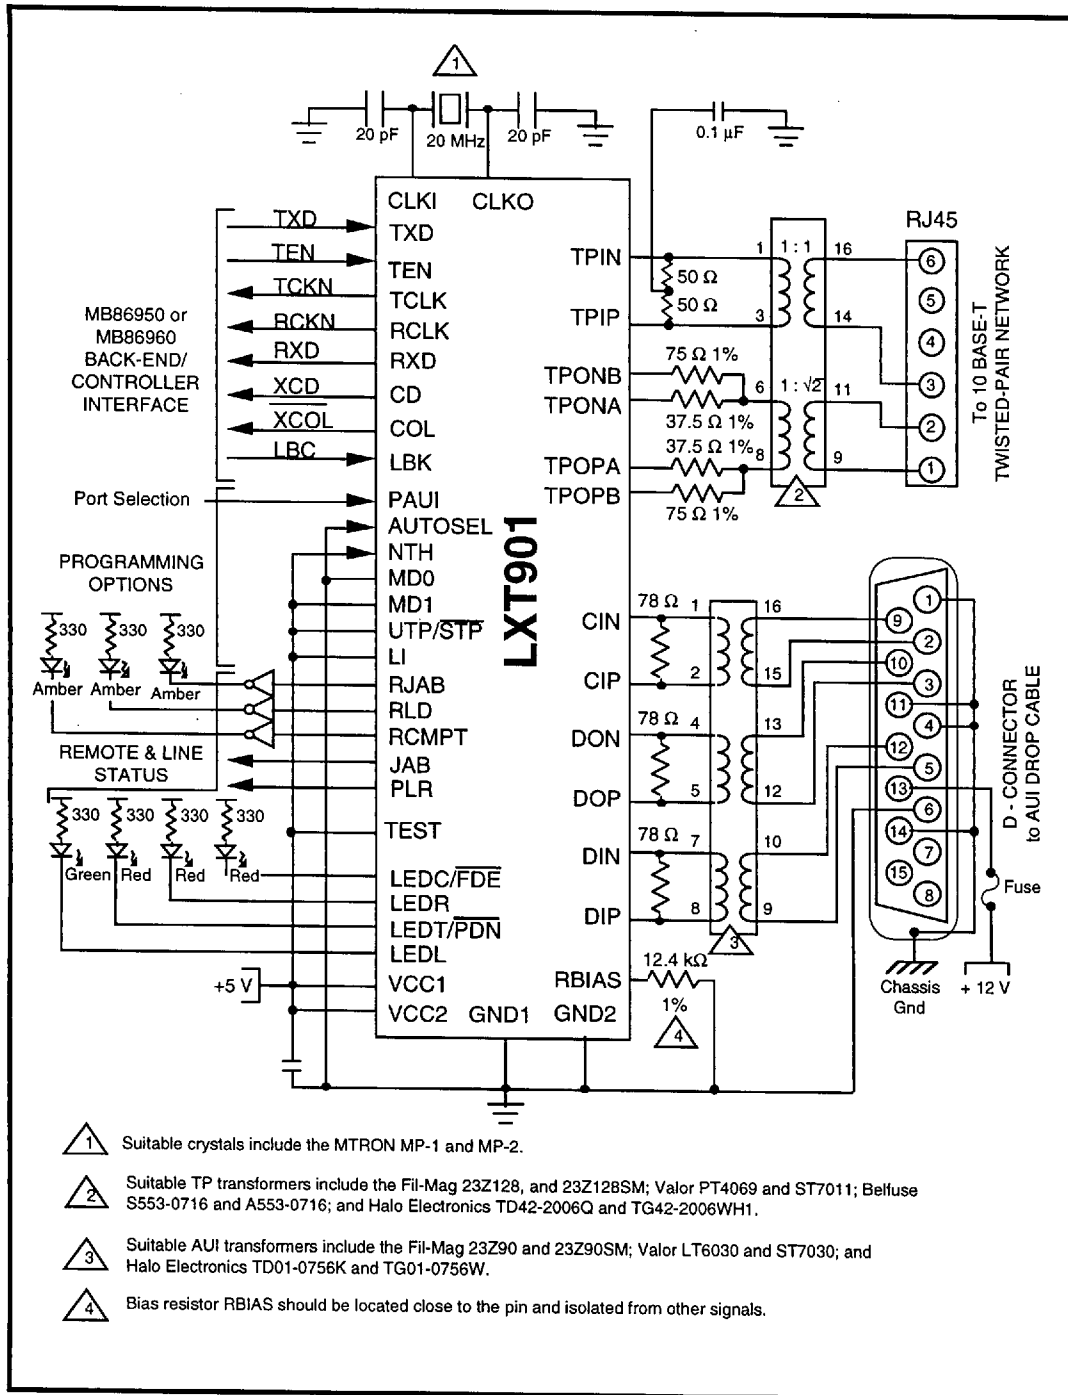 1
20 pF
20 MHz
20 pF
0.1 µF
CLKI CLKO
RJ45
TXD TXD
TEN TEN
TCKN TCLK
RCKN RCLK
RXD RXD
XCD CD
XCOL COL
LBC LBK
MB86950 or
MB86960
BACK-END/
CONTROLLER
INTERFACE
Port Selection
PAUI
AUTOSEL
NTH
MD0
MD1
UTP/STP
LI
RJAB
RLD
RCMPT
JAB
PLR
TEST
LEDC/FDE
LEDR
LEDT/PDN
LEDL
VCC1
VCC2 GND1 GND2
PROGRAMMING
OPTIONS
330 330 330
Amber Amber Amber
REMOTE & LINE
STATUS
330 330 330 330
Green Red Red Red
+5 V
LXT901
TPIN
50 Ω
50 Ω
TPIP
1 1 : 1 16
3 14
TPONB
75 Ω 1%
TPONA
37.5 Ω 1%
6 1 : √2 11
37.5 Ω 1%
TPOPA
8 9
TPOPB
75 Ω 1%
2
6
5
4
3
2
1
To 10 BASE-T
TWISTED-PAIR NETWORK
CIN
78 Ω
1 16
CIP
2 15
DON
78 Ω
4 13
DOP
5 12
DIN
78 Ω
7 10
DIP
8 9
3
RBIAS
12.4 kΩ
1%
4
1
9
2
10
3
11
4
12
5
13
6
14
7
15
8
D - CONNECTOR
to AUI DROP CABLE
Fuse
Chassis
Gnd
+ 12 V
1 Suitable crystals include the MTRON MP-1 and MP-2.
2 Suitable TP transformers include the Fil-Mag 23Z128, and 23Z128SM; Valor PT4069 and ST7011; Belfuse
S553-0716 and A553-0716; and Halo Electronics TD42-2006Q and TG42-2006WH1.
3 Suitable AUI transformers include the Fil-Mag 23Z90 and 23Z90SM; Valor LT6030 and ST7030; and
Halo Electronics TD01-0756K and TG01-0756W.
4 Bias resistor RBIAS should be located close to the pin and isolated from other signals.